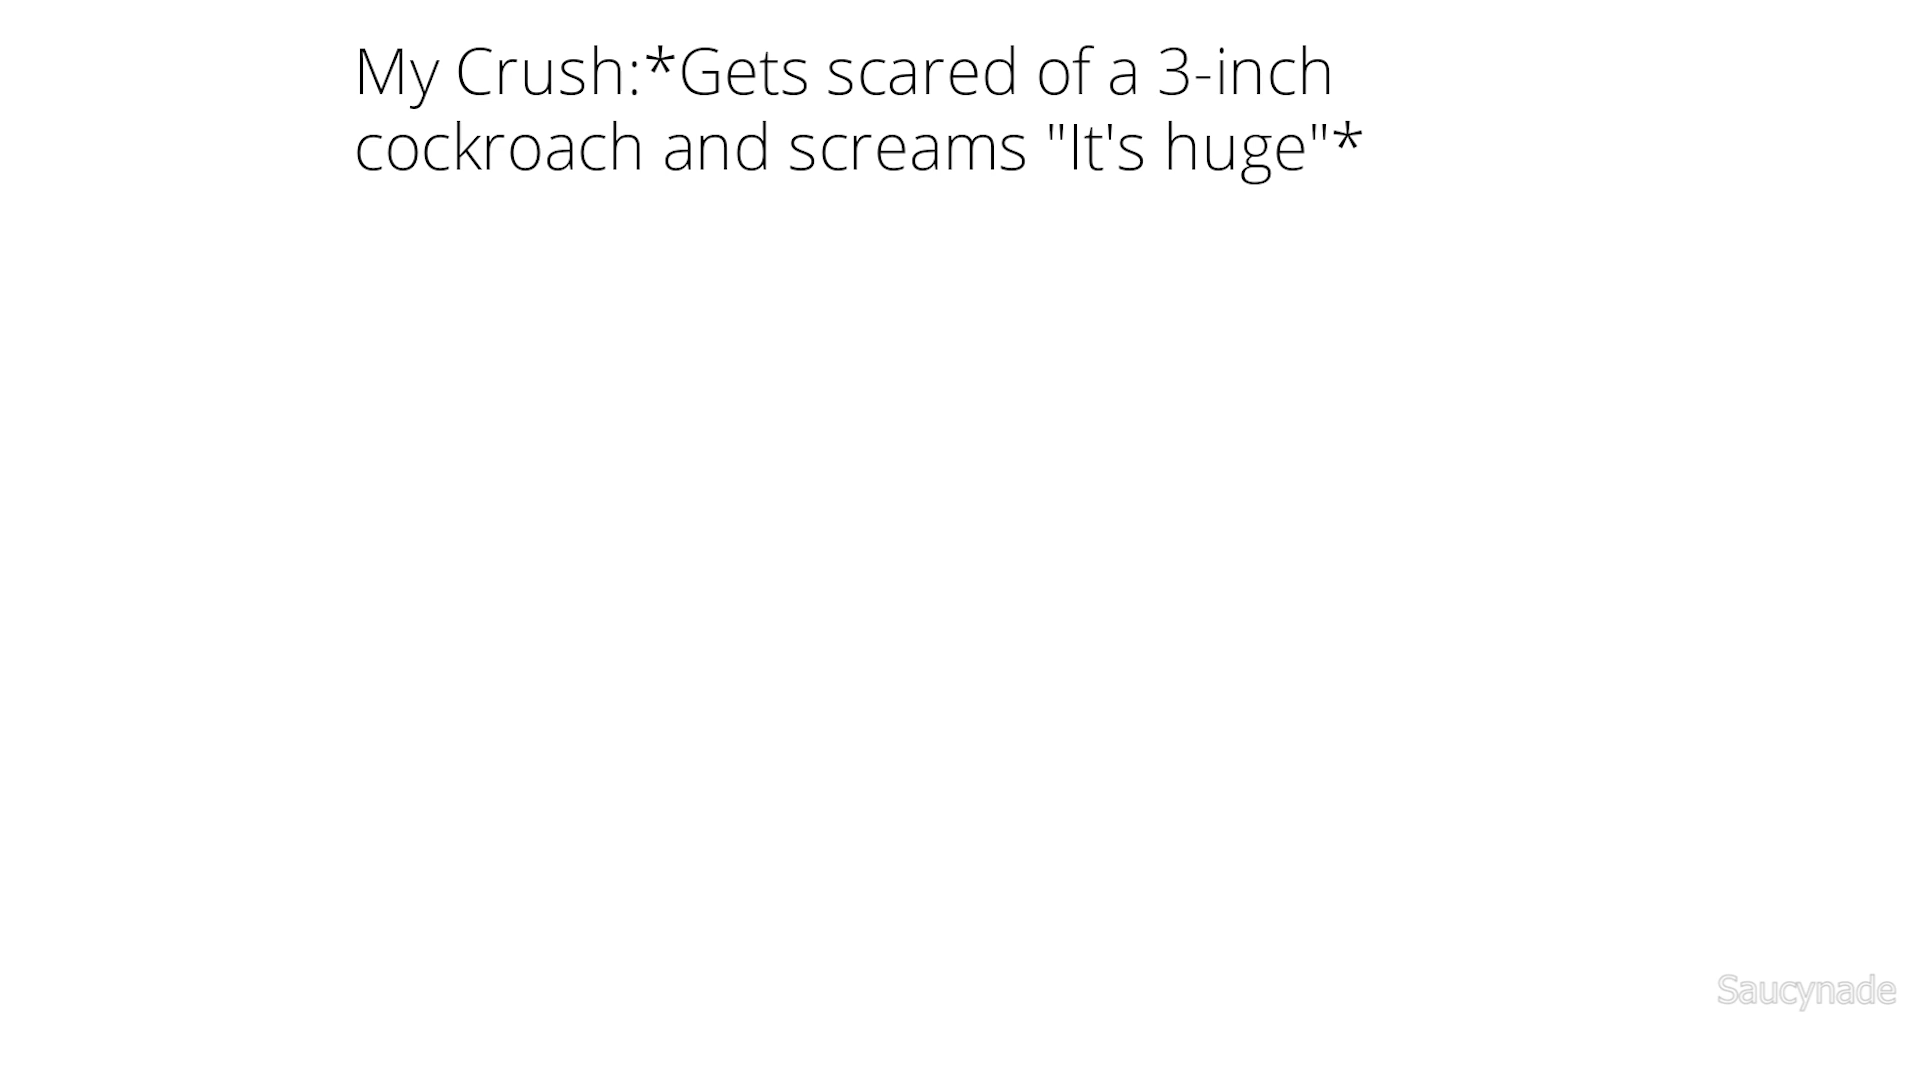 My Crush:*Gets scared of a 3-inch
cockroach and screams "It's huge"*
Saucynade